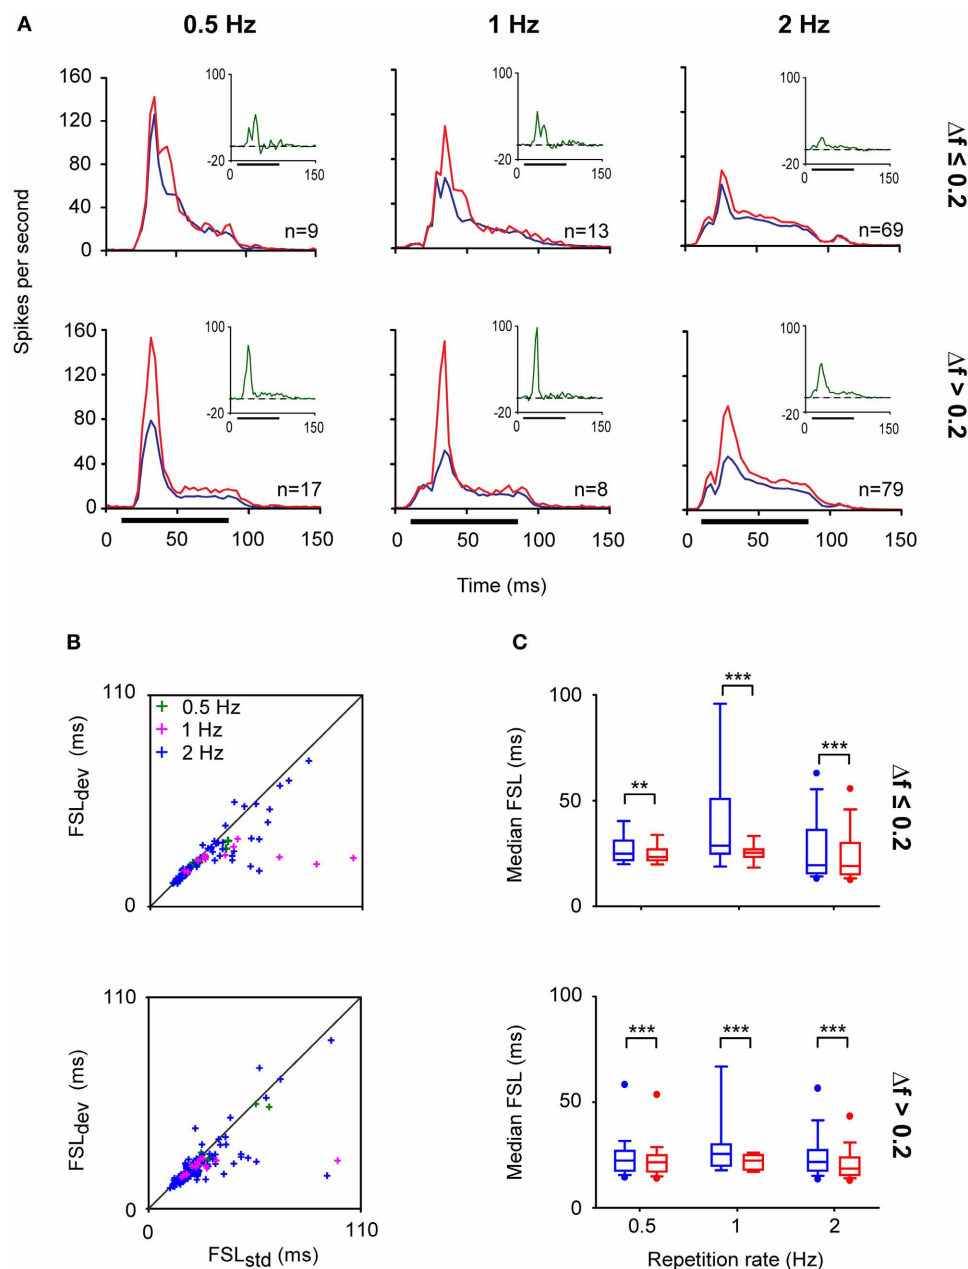 A
0.5 Hz
1 Hz
2 Hz
Spikes per second
160
120
80
40
0
100
-20
0
150
n=9
100
-20
0
150
n=13
100
-20
0
150
n=69
Δf ≤ 0.2
160
120
80
40
0
100
-20
0
150
n=17
100
-20
0
150
n=8
100
-20
0
150
n=79
Δf > 0.2
0
50
100
150
0
50
100
150
0
50
100
150
Time (ms)
B
110
0.5 Hz
1 Hz
2 Hz
FSLdev (ms)
0
110
FSLdev (ms)
0
0
110
FSLstd (ms)
C
100
50
0
Median FSL (ms)
**
***
***
Δf ≤ 0.2
100
50
0
Median FSL (ms)
***
***
***
Δf > 0.2
0.5
1
2
Repetition rate (Hz)